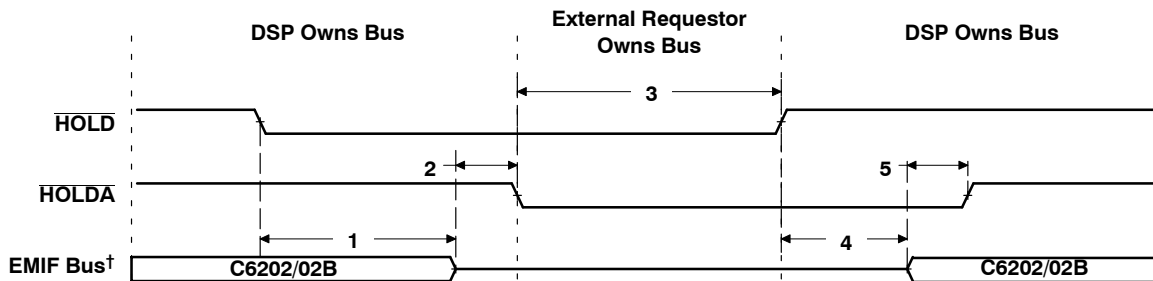 DSP Owns Bus
External Requestor
Owns Bus
DSP Owns Bus
3
HOLD
2
5
HOLDA
1
4
EMIF Bus†
C6202/02B
C6202/02B